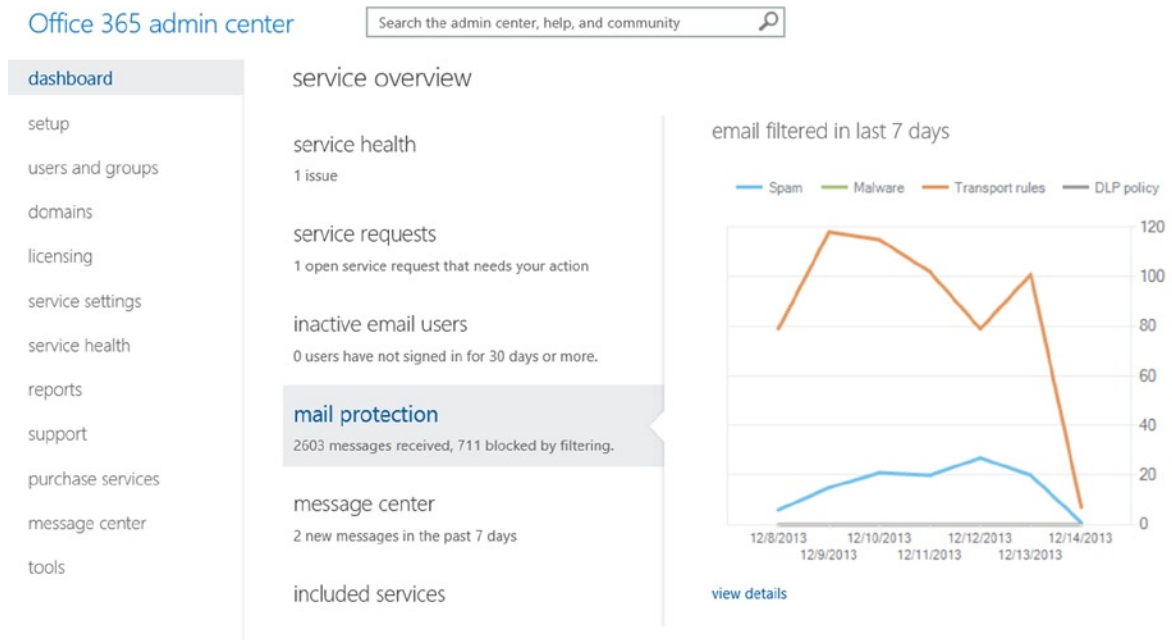 Office 365 admin center
Search the admin center, help, and community
dashboard
setup
users and groups
domains
licensing
service settings
service health
reports
support
purchase services
message center
tools
service overview
service health
1 issue
service requests
1 open service request that needs your action
inactive email users
0 users have not signed in for 30 days or more.
mail protection
2603 messages received, 711 blocked by filtering.
message center
2 new messages in the past 7 days
included services
email filtered in last 7 days
Spam Malware Transport rules DLP policy
120
100
80
60
40
20
0
12/8/2013 12/10/2013 12/12/2013 12/14/2013
12/9/2013 12/11/2013 12/13/2013
view details